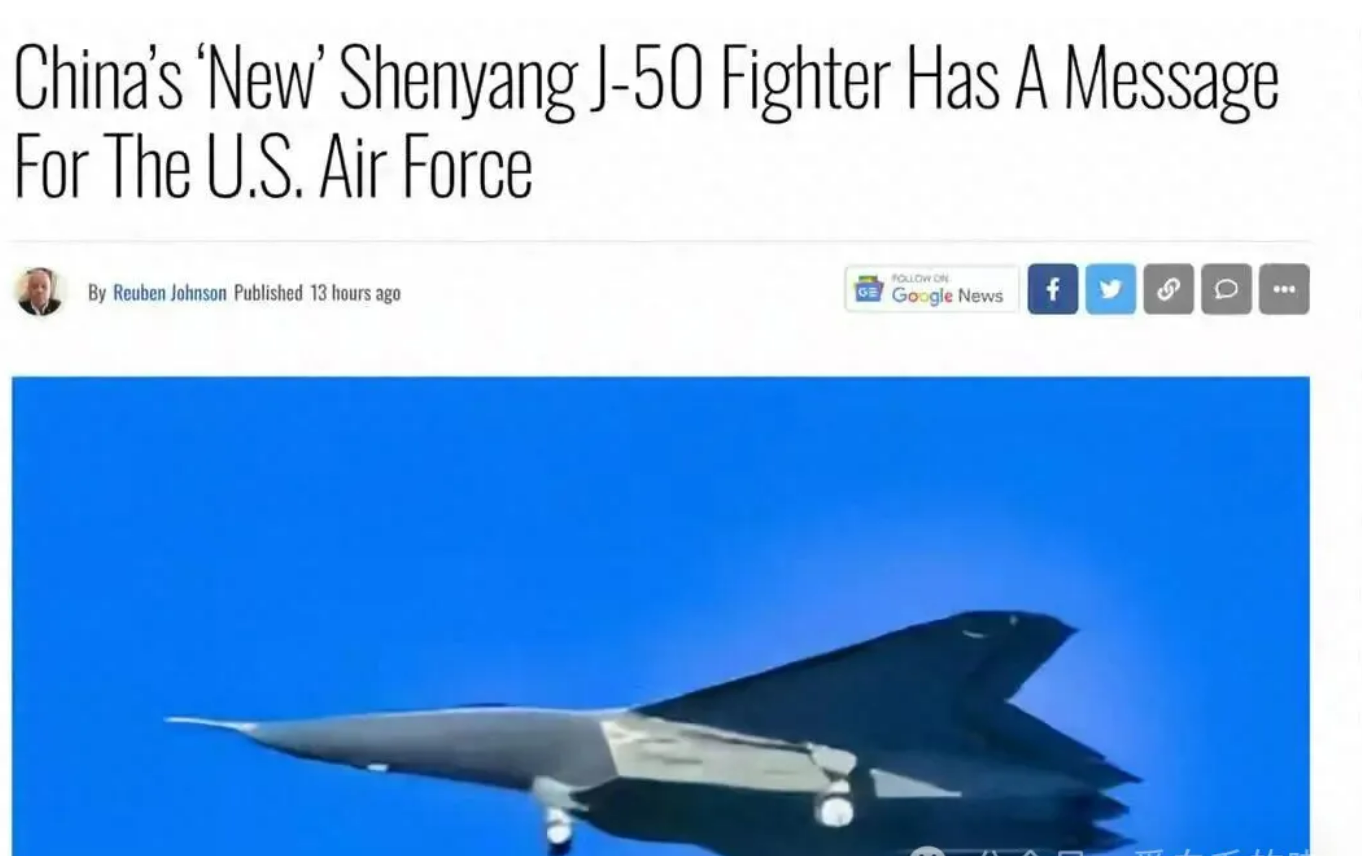 China's 'New' Shenyang J-50 Fighter Has A Message
For The U.S. Air Force
By Reuben Johnson Published 13 hours ago
FOLLOW ON
GE
Google News
f